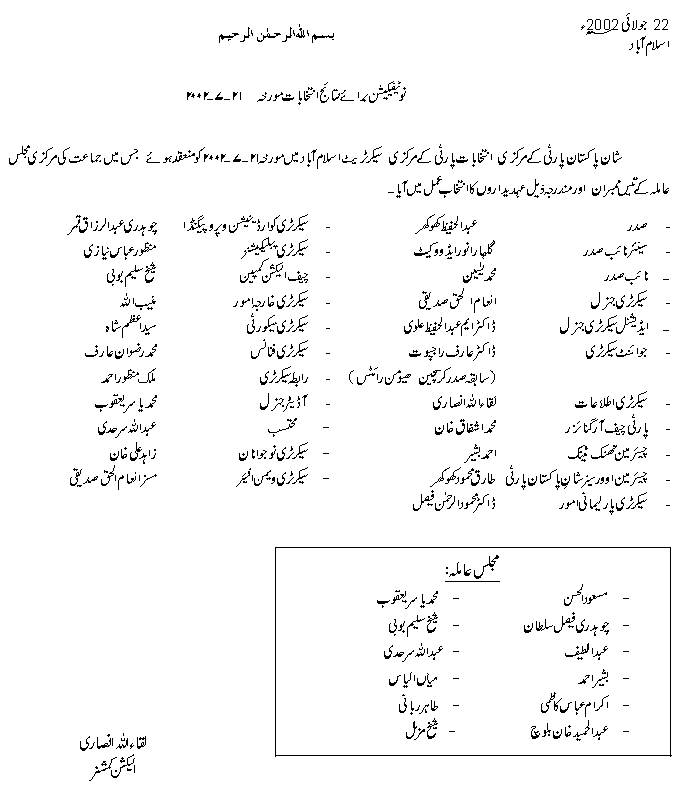 22 جولائی 2002ء
اسلام آباد
بسم اللہ الرحمٰن الرحیم
نوٹیفکیشن برائے نتائج انتخابات مورخہ ۲۱۔۷۔۲۰۰۲
شان پاکستان پارٹی کے مرکزی انتخابات پارٹی کے مرکزی سیکرٹریٹ اسلام آباد میں مورخہ ۲۱۔۷۔۲۰۰۲ کو منعقد ہوئے جس میں جماعت کی مرکزی مجلس
عاملہ کے تیس ممبران اور مندرجہ ذیل عہدیداروں کا انتخاب عمل میں آیا۔
- صدر عبدالحفیظ کھوکھر - سیکرٹری کوارڈینیشن و پروپیگنڈا چوہدری عبدالرزاق قمر
- سینئر نائب صدر گلہار انور ایڈووکیٹ - سیکرٹری پبلیکیشنز منظور عباس نیازی
- نائب صدر محمد یٰسین - چیف الیکشن کمپین شیخ سلیم بوبی
- سیکرٹری جنرل انعام الحق صدیقی - سیکرٹری خارجہ امور منیب اللہ
- ایڈیشنل سیکرٹری جنرل ڈاکٹر ایم عبدالحفیظ علوی - سیکرٹری سیکورٹی سید اعظم شاہ
- جوائنٹ سیکرٹری ڈاکٹر عارف راجپوت - سیکرٹری فنانس محمد رضوان عارف
(سابقہ صدر کرسچین ھیومن رائٹس) - رابطہ سیکرٹری ملک منظور احمد
- سیکرٹری اطلاعات لقاء اللہ انصاری - آڈیٹر جنرل محمد یاسر یعقوب
- پارٹی چیف آرگنائزر محمد اشفاق خان - محتسب عبداللہ سرحدی
- چیئرمین تھنک ٹینک احمد بشیر - سیکرٹری نوجوانان زاہد علی خان
- چیئرمین اوورسیز شان پاکستان پارٹی طارق محمود کھوکھر - سیکرٹری ویمن افیئر مسز انعام الحق صدیقی
- سیکرٹری پارلیمانی امور ڈاکٹر محمود الرحمٰن فیصل
مجلس عاملہ:
- مسعود الحسن - محمد یاسر یعقوب
- چوہدری فیصل سلطان - شیخ سلیم بوبی
- عبدالطیف - عبداللہ سرحدی
- بشیر احمد - میاں الیاس
- اکرام عباس کاظمی - طاہر ربانی
- عبدالحمید خان بلوچ - شیخ مزمل
لقاء اللہ انصاری
الیکشن کمشنر